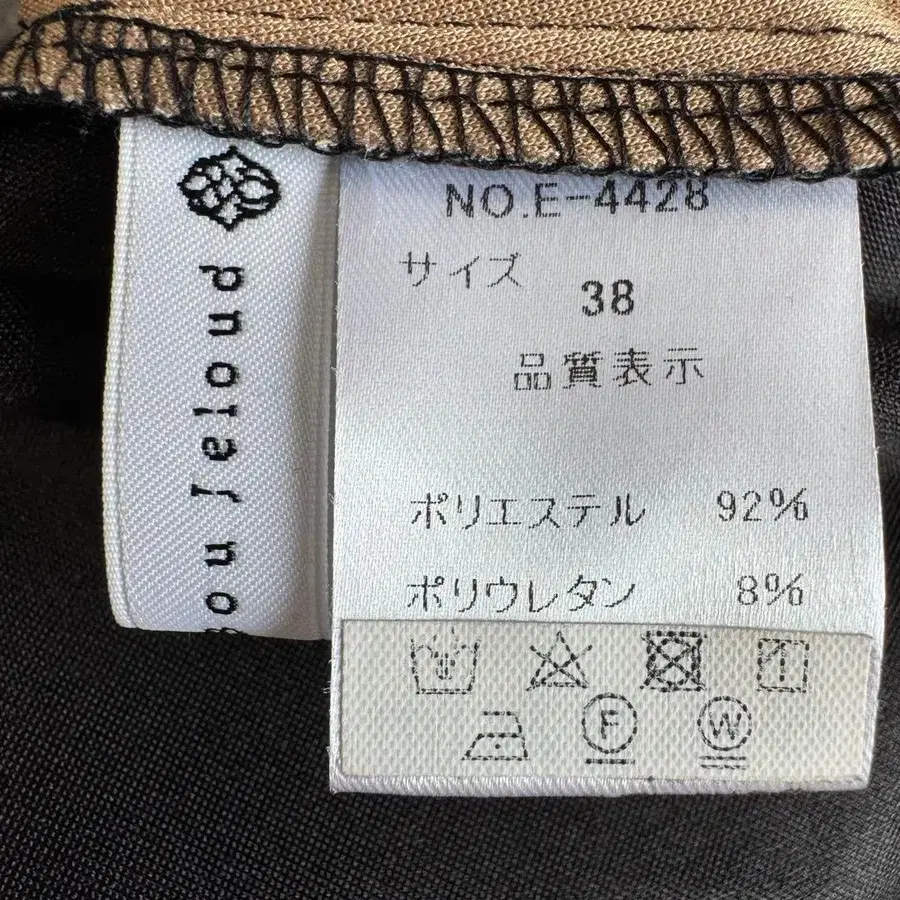 NO.E-4428
サイズ
38
品質表示
ポリエステル 92%
ポリウレタン 8%
F W